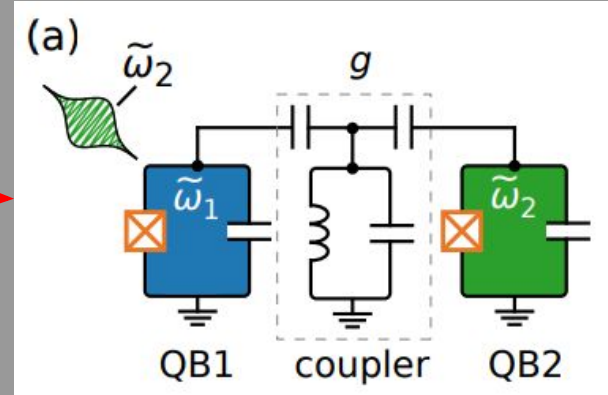 (a)
ω̃₂
g
ω̃₁
ω̃₂
QB1 coupler QB2